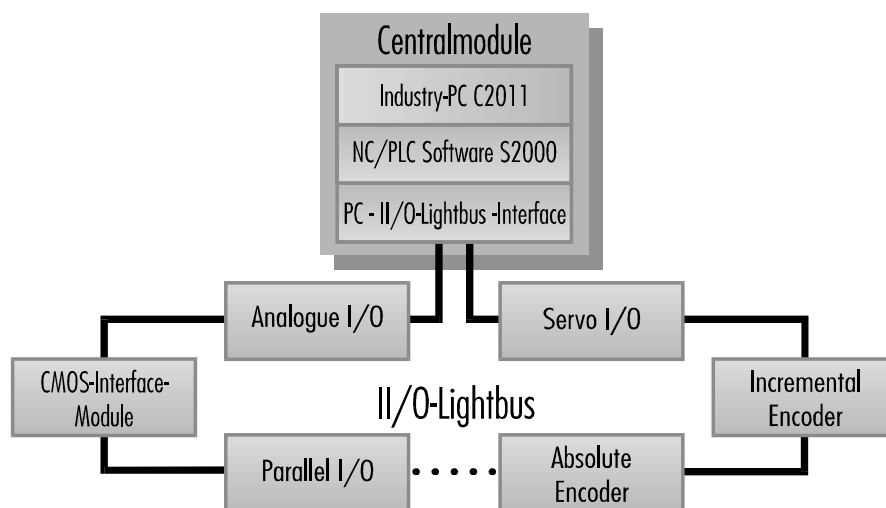 Centralmodule
Industry-PC C2011
NC/PLC Software S2000
PC - II/O-Lightbus -Interface
Analogue I/O
Servo I/O
CMOS-Interface-
Module
II/O-Lightbus
Incremental
Encoder
Parallel I/O
Absolute
Encoder